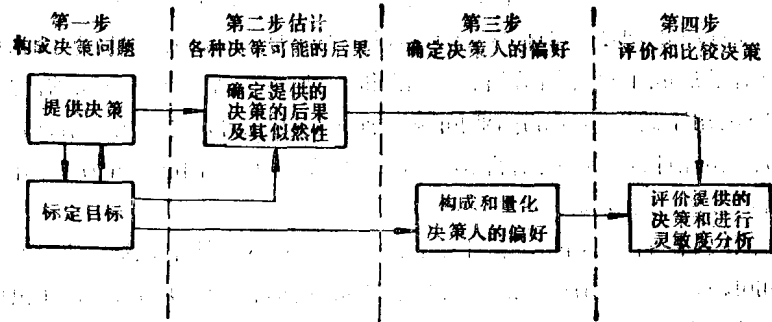 第一步
构成决策问题
第二步估计
各种决策可能的后果
第三步
确定决策人的偏好
第四步
评价和比较决策
提供决策
确定提供的
决策的后果
及其似然性
标定目标
构成和量化
决策人的偏好
评价提供的
决策和进行
灵敏度分析